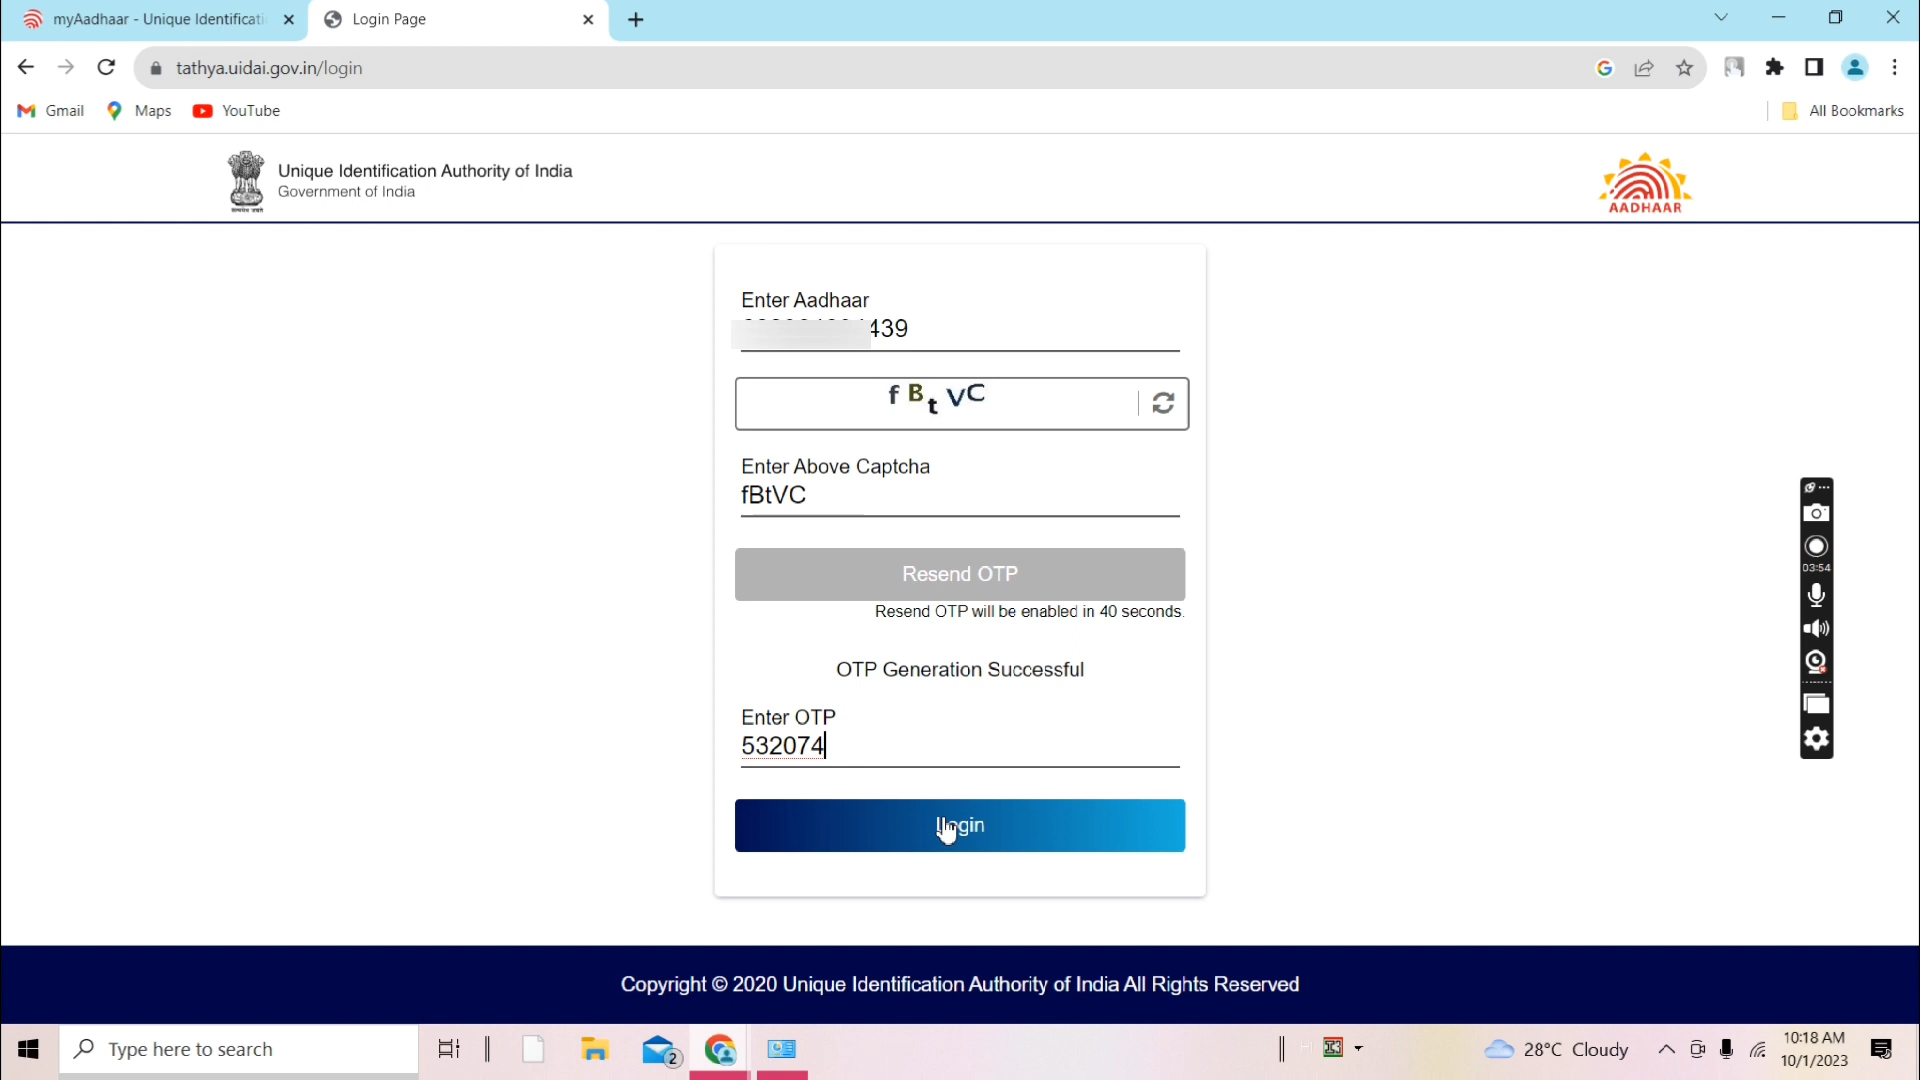 myAadhaar - Unique Identificati
Login Page
tathya.uidai.gov.in/login
Gmail
Maps
YouTube
All Bookmarks
Unique Identification Authority of India
Government of India
AADHAAR
Enter Aadhaar
439
fBtVC
Enter Above Captcha
fBtVC
Resend OTP
Resend OTP will be enabled in 40 seconds.
OTP Generation Successful
Enter OTP
532074
Login
03:54
Copyright © 2020 Unique Identification Authority of India All Rights Reserved
Type here to search
2
28°C Cloudy
10:18 AM
10/1/2023